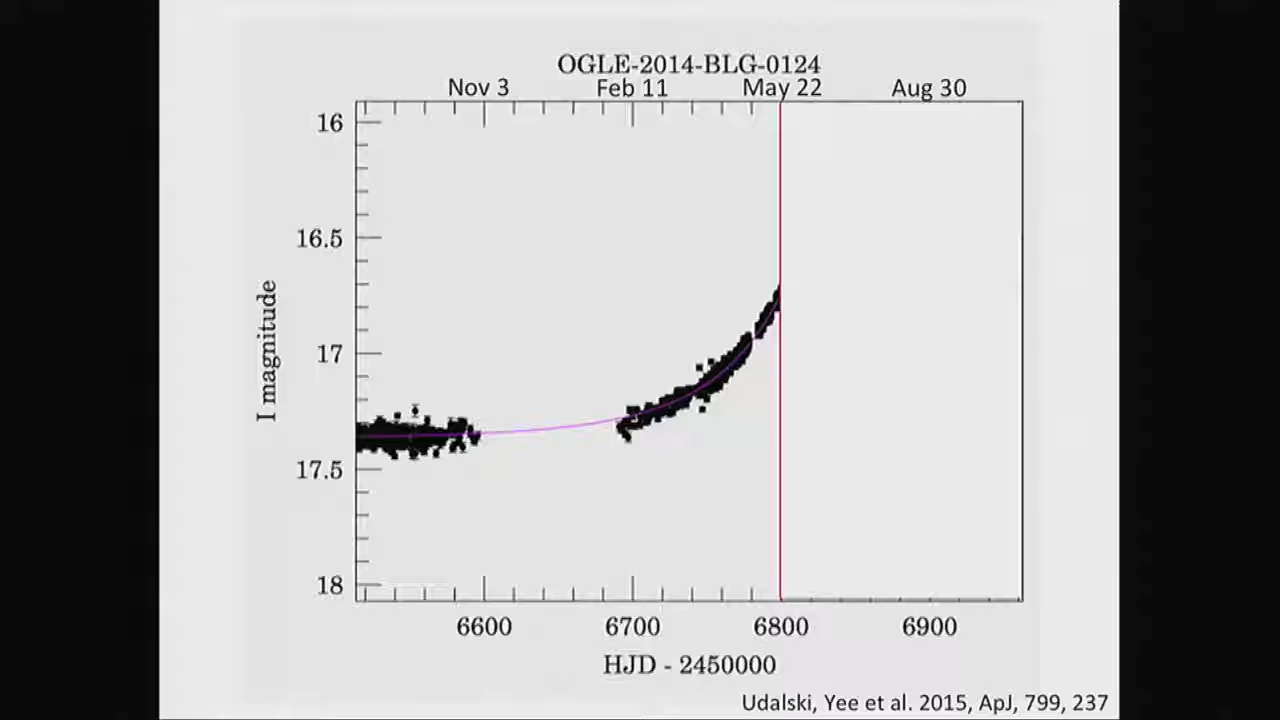 OGLE-2014-BLG-0124
Nov 3 Feb 11 May 22 Aug 30
16
16.5
17
17.5
18
I magnitude
6600 6700 6800 6900
HJD - 2450000
Udalski, Yee et al. 2015, ApJ, 799, 237